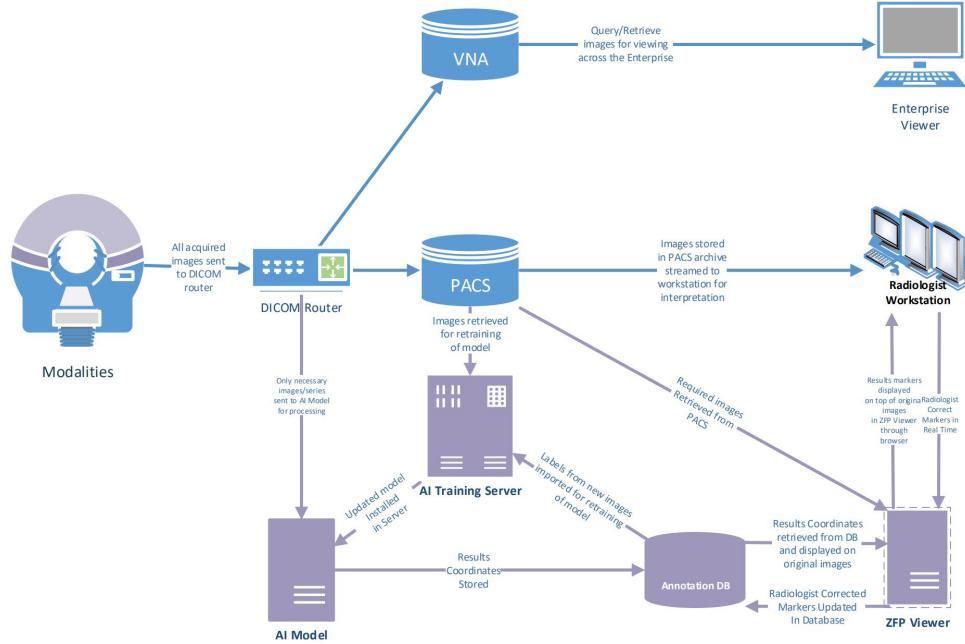 Query/Retrieve
images for viewing
across the Enterprise
VNA
Enterprise
Viewer
All acquired
images sent
to DICOM
router
Modalities
DICOM Router
PACS
Images stored
in PACS archive
streamed to
workstation for
interpretation
Radiologist
Workstation
Images retrieved
for retraining
of model
Only necessary
images/series
sent to AI Model
for processing
Required images
Retrieved from
PACS
Results markers
displayed
on top of original
images
in ZFP Viewer
through
browser
Radiologist
Correct
Markers in
Real Time
AI Training Server
Updated model
Installed
in Server
Labels from new images
imported for retraining
of model
Results
Coordinates
Stored
Annotation DB
Results Coordinates
retrieved from DB
and displayed on
original images
Radiologist Corrected
Markers Updated
In Database
AI Model
ZFP Viewer